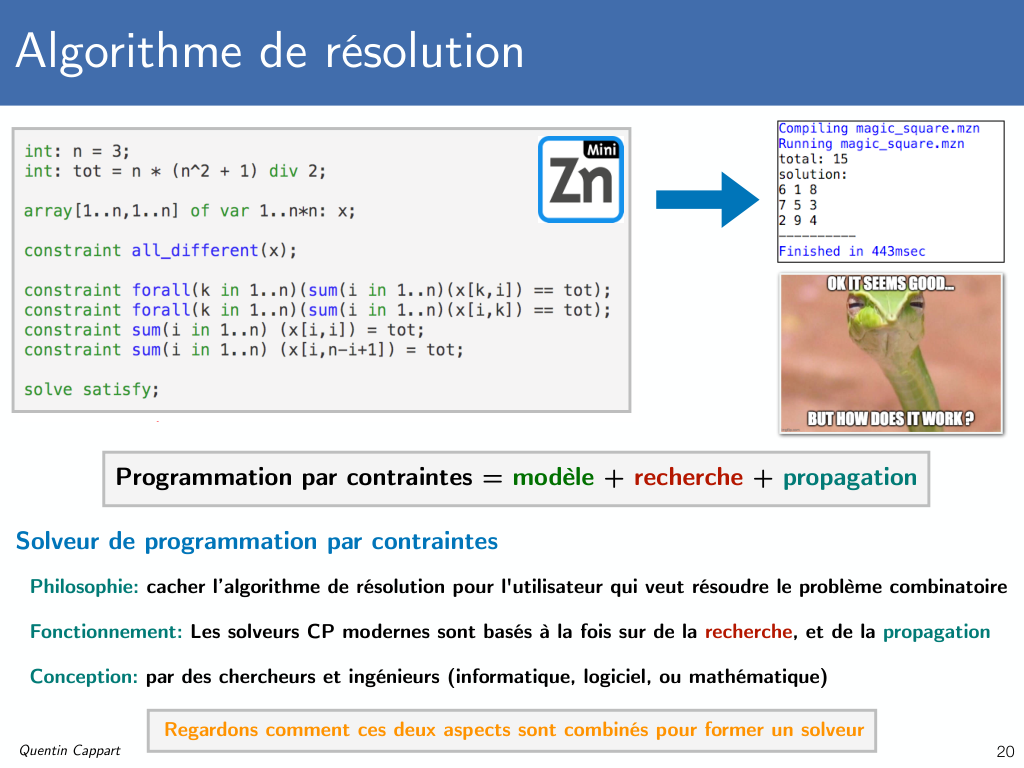 Algorithme de résolution
int: n = 3;
int: tot = n * (n^2 + 1) div 2;
array[1..n,1..n] of var 1..n*n: x;
constraint all_different(x);
constraint forall(k in 1..n)(sum(i in 1..n)(x[k,i]) == tot);
constraint forall(k in 1..n)(sum(i in 1..n)(x[i,k]) == tot);
constraint sum(i in 1..n) (x[i,i]) = tot;
constraint sum(i in 1..n) (x[i,n-i+1]) = tot;
solve satisfy;
Mini
Zn
Compiling magic_square.mzn
Running magic_square.mzn
total: 15
solution:
6 1 8
7 5 3
2 9 4
----------
Finished in 443msec
OK IT SEEMS GOOD...
BUT HOW DOES IT WORK ?
Programmation par contraintes = modèle + recherche + propagation
Solveur de programmation par contraintes
Philosophie: cacher l'algorithme de résolution pour l'utilisateur qui veut résoudre le problème combinatoire
Fonctionnement: Les solveurs CP modernes sont basés à la fois sur de la recherche, et de la propagation
Conception: par des chercheurs et ingénieurs (informatique, logiciel, ou mathématique)
Regardons comment ces deux aspects sont combinés pour former un solveur
Quentin Cappart
20